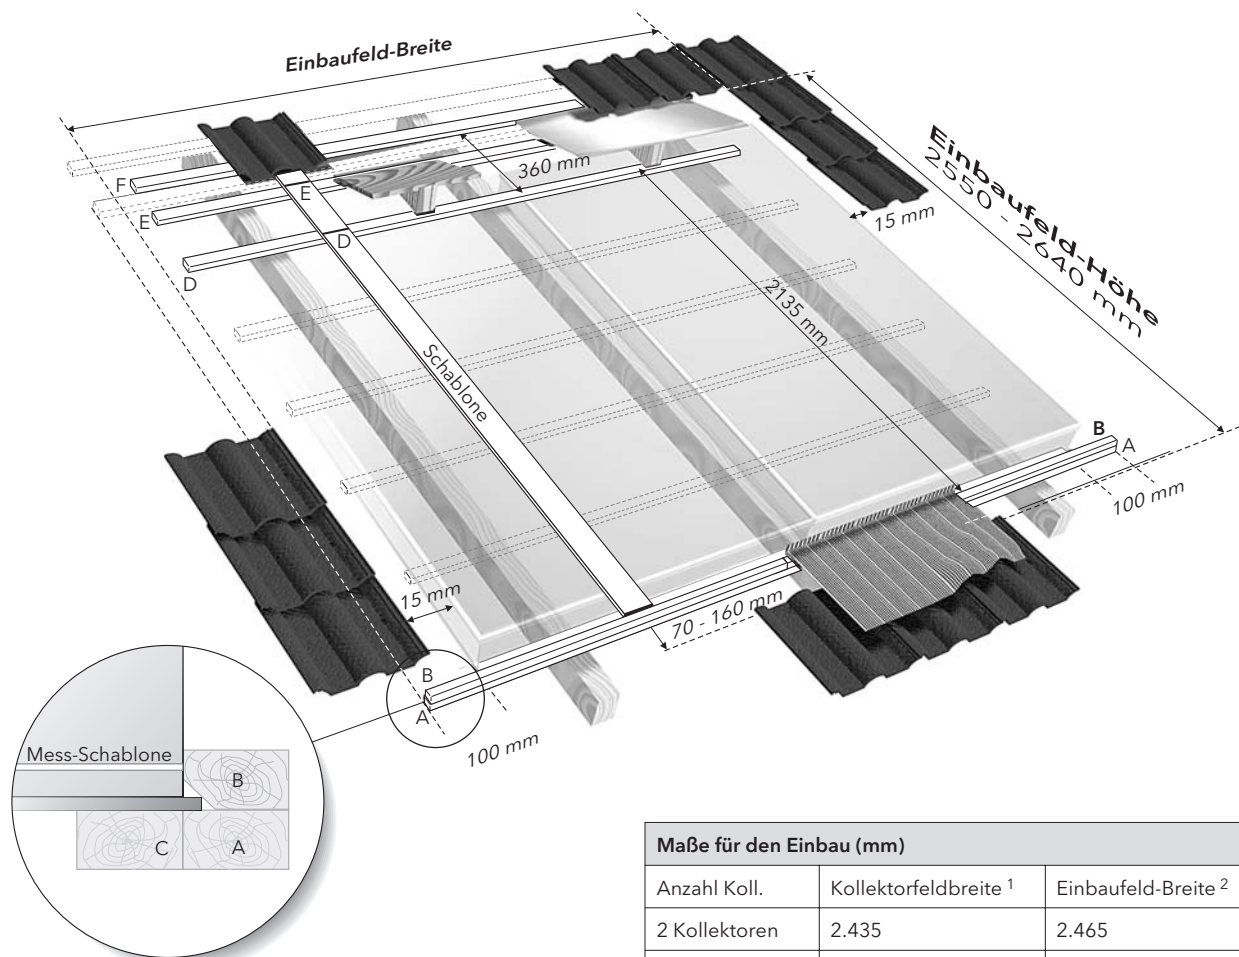 Einbaufeld-Breite
Einbaufeld-Höhe
2550 - 2640 mm
360 mm
15 mm
F
E
E
D
D
2135 mm
Schablone
B
A
100 mm
15 mm
70 - 160 mm
B
A
100 mm
Mess-Schablone
B
C
A
Maße für den Einbau (mm)
Anzahl Koll. Kollektorfeldbreite ¹ Einbaufeld-Breite ²
2 Kollektoren 2.435 2.465